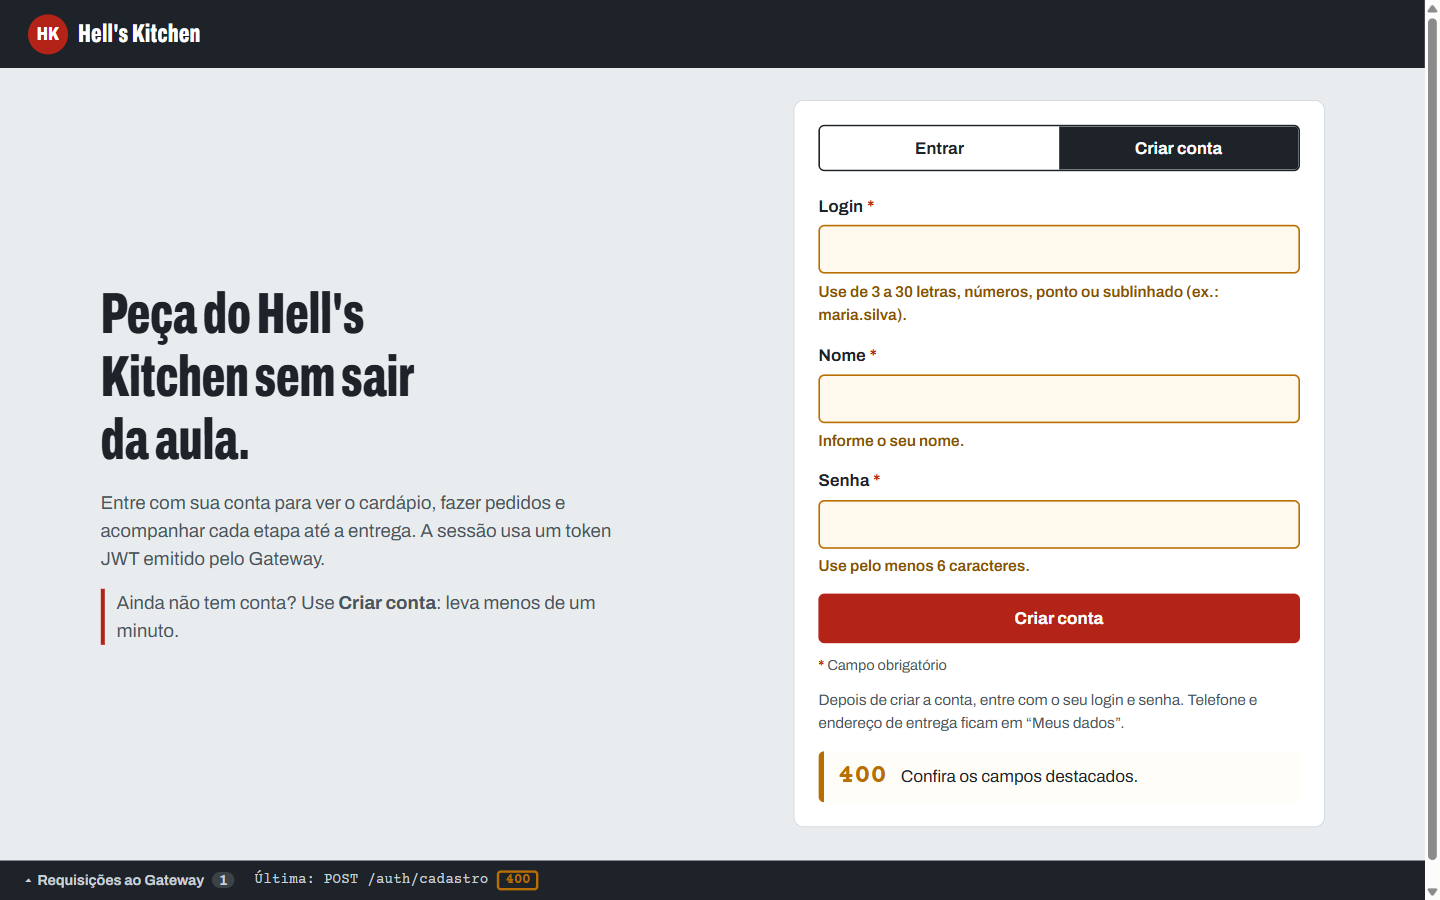 HK Hell's Kitchen
Peça do Hell's
Kitchen sem sair
da aula.
Entre com sua conta para ver o cardápio, fazer pedidos e
acompanhar cada etapa até a entrega. A sessão usa um token
JWT emitido pelo Gateway.
Ainda não tem conta? Use Criar conta: leva menos de um
minuto.
Entrar Criar conta
Login *
Use de 3 a 30 letras, números, ponto ou sublinhado (ex.:
maria.silva).
Nome *
Informe o seu nome.
Senha *
Use pelo menos 6 caracteres.
Criar conta
* Campo obrigatório
Depois de criar a conta, entre com o seu login e senha. Telefone e
endereço de entrega ficam em “Meus dados”.
400 Confira os campos destacados.
Requisições ao Gateway 1 Última: POST /auth/cadastro 400